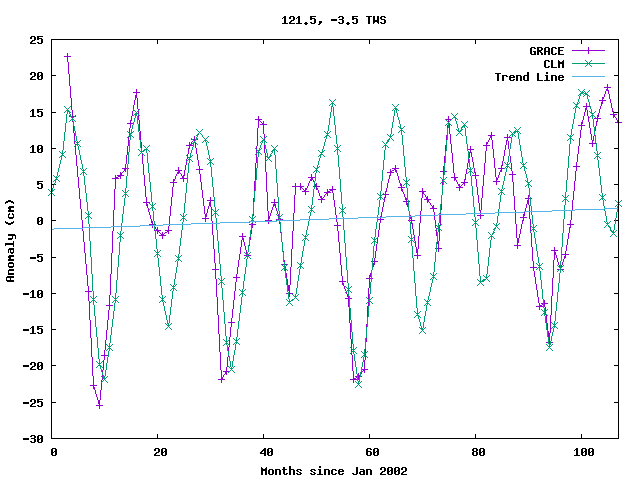 121.5, -3.5 TWS
GRACE
CLM
Trend Line
25
20
15
10
5
0
-5
-10
-15
-20
-25
-30
Anomaly (cm)
0 20 40 60 80 100
Months since Jan 2002